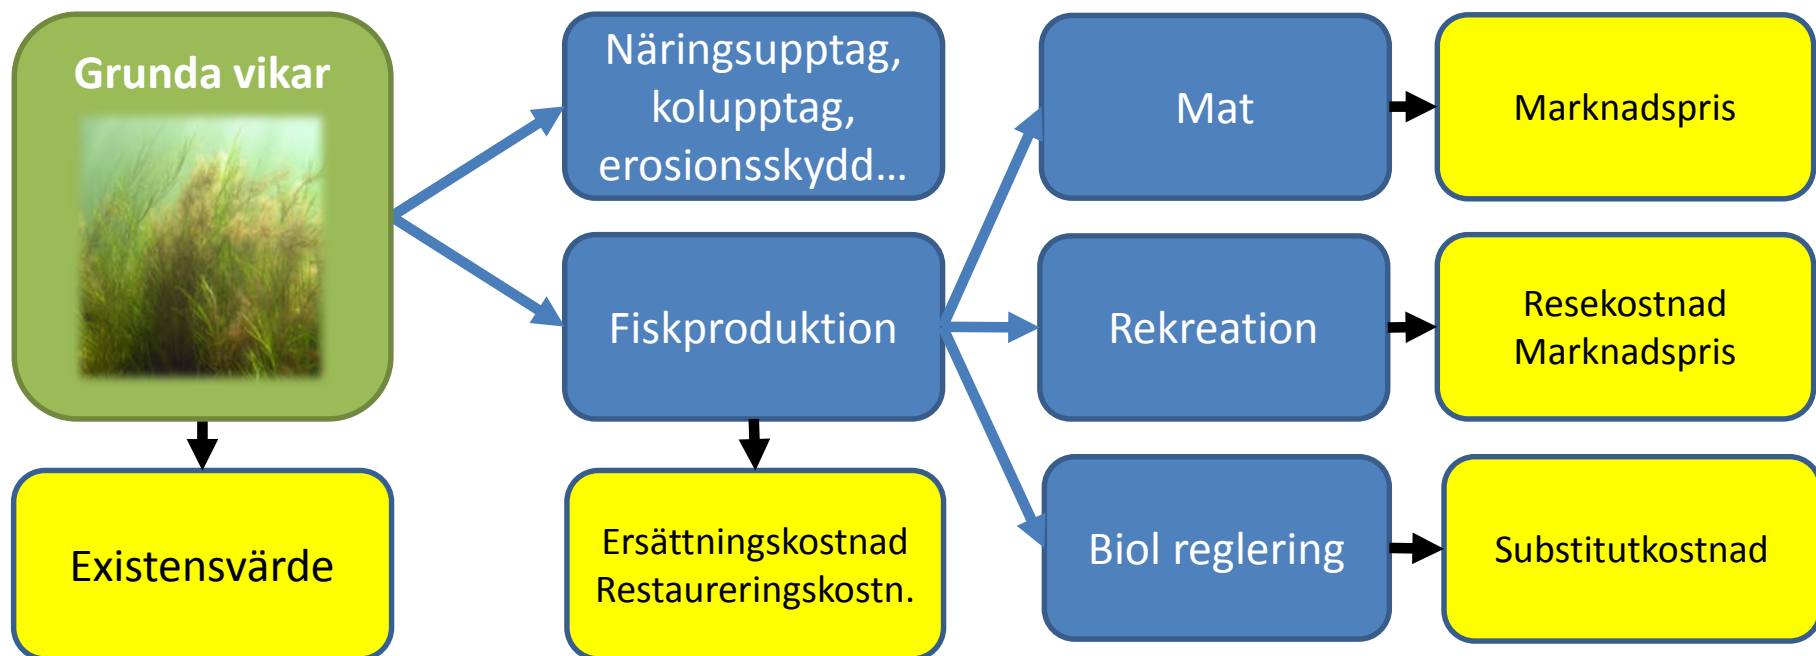 Grunda vikar
Näringsupptag,
kolupptag,
erosionsskydd...
Mat
Marknadspris
Fiskproduktion
Rekreation
Resekostnad
Marknadspris
Existensvärde
Ersättningskostnad
Restaureringskostn.
Biol reglering
Substitutkostnad